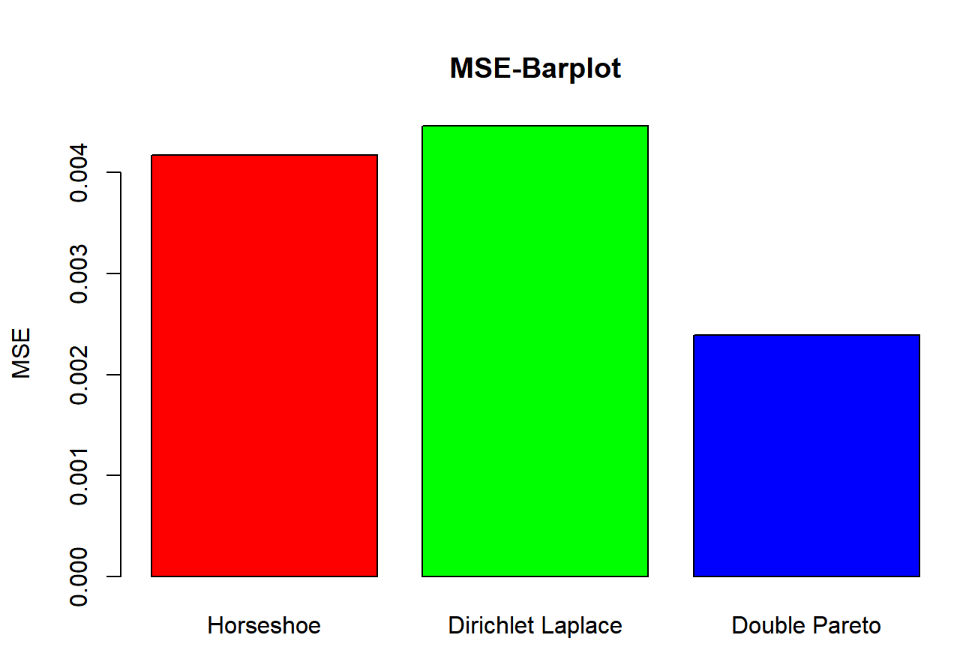 MSE-Barplot
MSE
0.004
0.003
0.002
0.001
0.000
Horseshoe
Dirichlet Laplace
Double Pareto